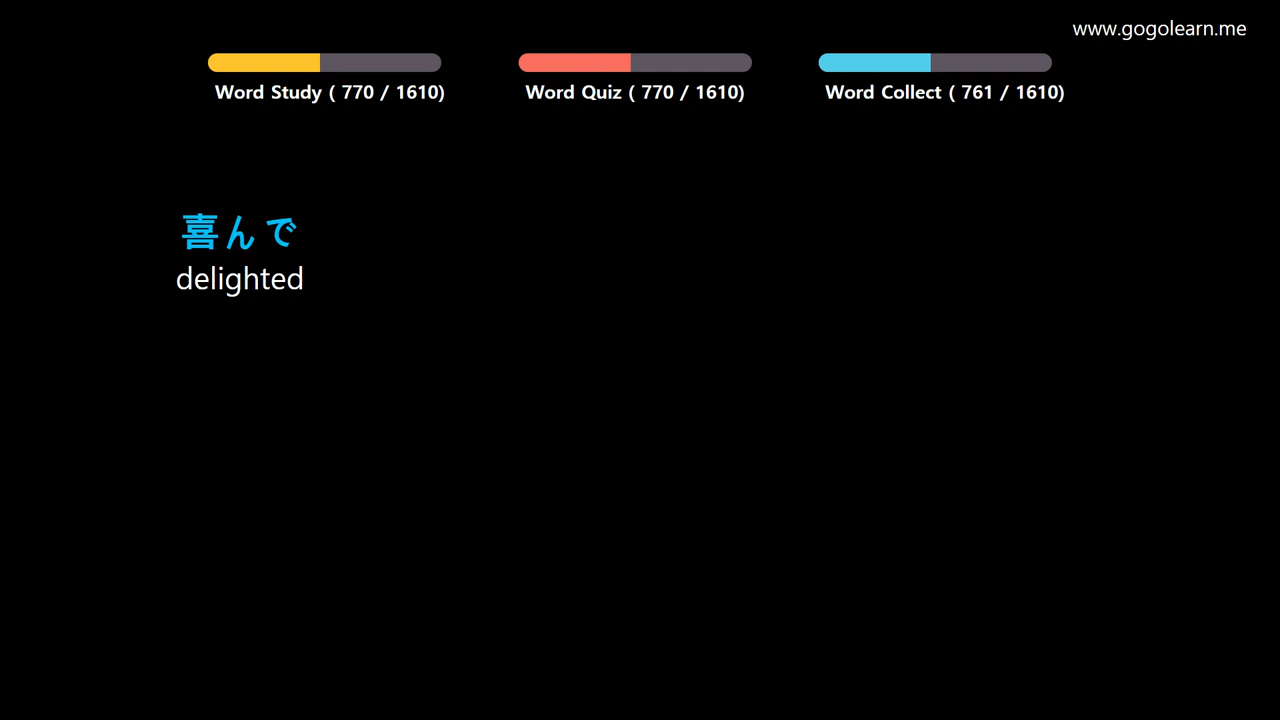 www.gogolearn.me
Word Study ( 770 / 1610)
Word Quiz ( 770 / 1610)
Word Collect ( 761 / 1610)
喜んで
delighted